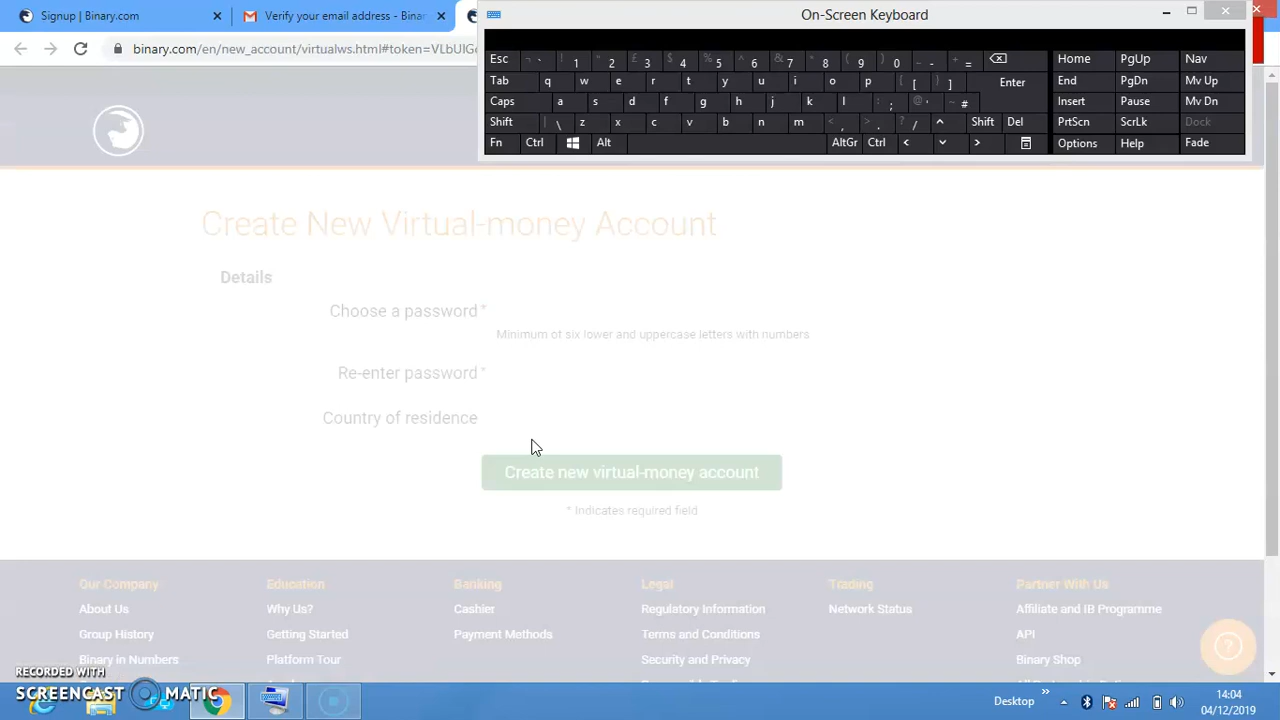 Signup | Binary.com
Verify your email address - Binar
On-Screen Keyboard
binary.com/en/new_account/virtualws.html#token=VLbUIG
Esc ¬ ` ! 1 " 2 £ 3 $ 4 % 5 ^ 6 & 7 * 8 ( 9 ) 0 _ - + = Home PgUp Nav
Tab q w e r t y u i o p { [ } ] Enter End PgDn Mv Up
Caps a s d f g h j k l : ; @ ' ~ # Insert Pause Mv Dn
Shift | \ z x c v b n m < , > . ? / ^ Shift Del PrtScn ScrLk Dock
Fn Ctrl Alt AltGr Ctrl Options Help Fade
Create New Virtual-money Account
Details
Choose a password *
Minimum of six lower and uppercase letters with numbers
Re-enter password *
Country of residence
Create new virtual-money account
* Indicates required field
Our Company Education Banking Legal Trading Partner With Us
About Us Why Us? Cashier Regulatory Information Network Status Affiliate and IB Programme
Group History Getting Started Payment Methods Terms and Conditions API
Binary in Numbers Platform Tour Security and Privacy Binary Shop
RECORDED WITH
SCREENCAST MATIC
Desktop
14:04
04/12/2019